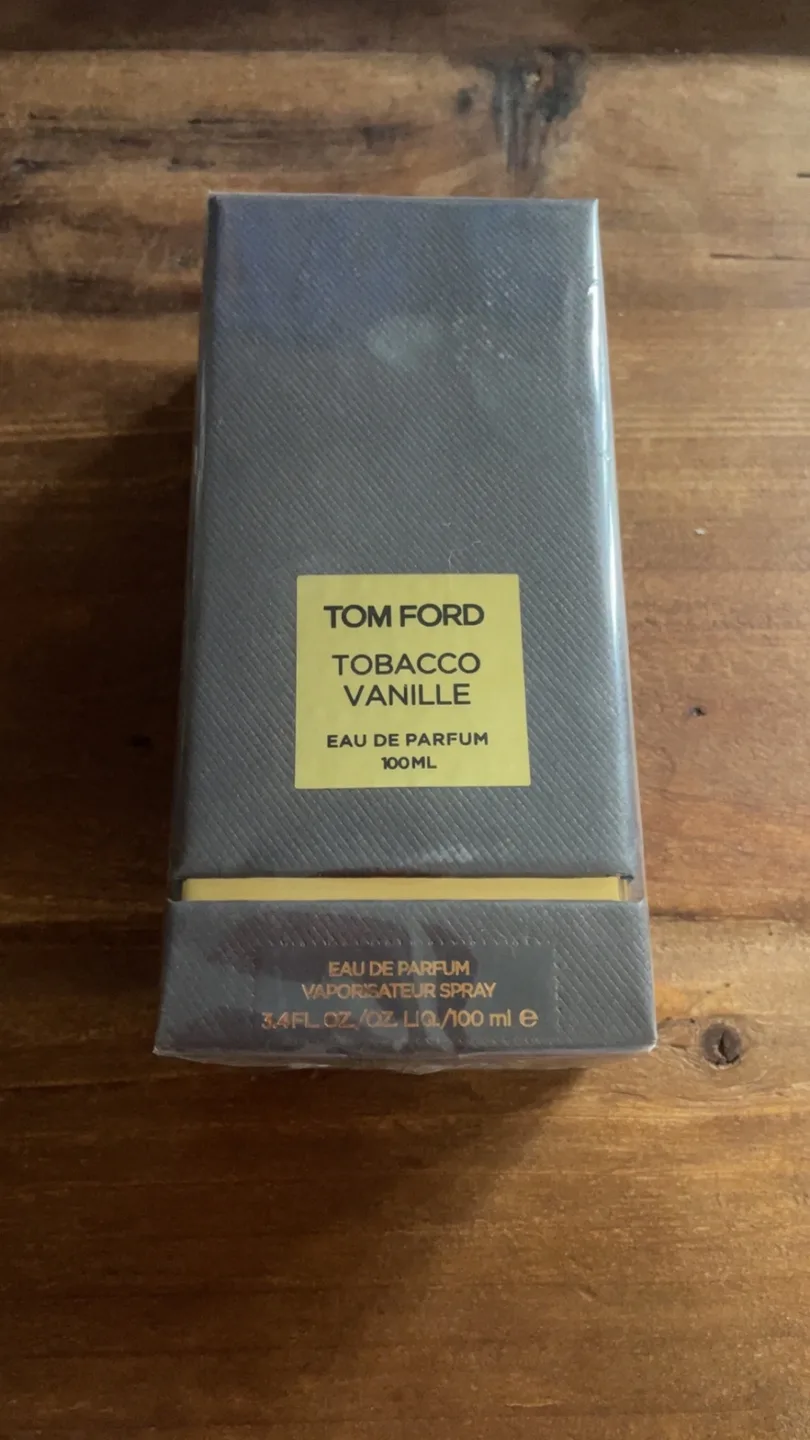 TOM FORD
TOBACCO
VANILLE
EAU DE PARFUM
100ML
EAU DE PARFUM
VAPORISATEUR SPRAY
3.4 FL. OZ./OZ. LIQ./100 ml ℮